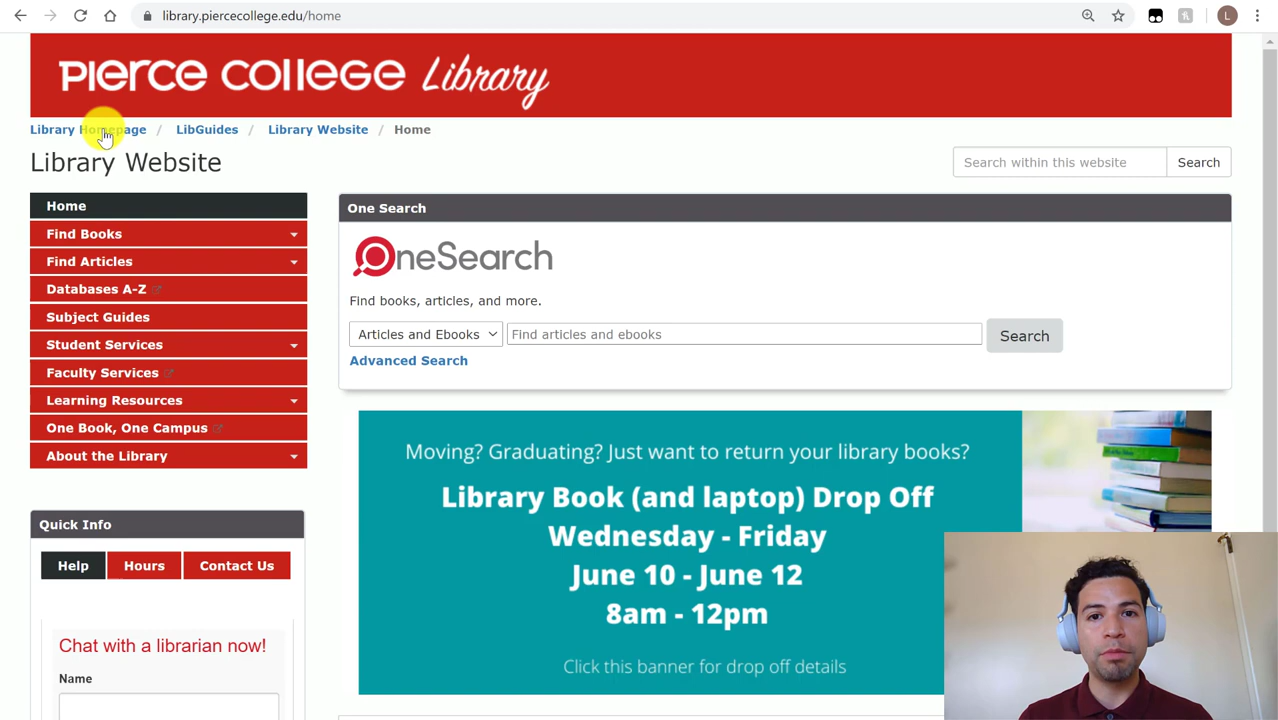 library.piercecollege.edu/home
L
PIERCE COLLEGE Library
Library Homepage / LibGuides / Library Website / Home
Library Website
Search within this website
Search
Home
Find Books
Find Articles
Databases A-Z
Subject Guides
Student Services
Faculty Services
Learning Resources
One Book, One Campus
About the Library
Quick Info
Help
Hours
Contact Us
Chat with a librarian now!
Name
One Search
OneSearch
Find books, articles, and more.
Articles and Ebooks
Find articles and ebooks
Search
Advanced Search
Moving? Graduating? Just want to return your library books?
Library Book (and laptop) Drop Off
Wednesday - Friday
June 10 - June 12
8am - 12pm
Click this banner for drop off details